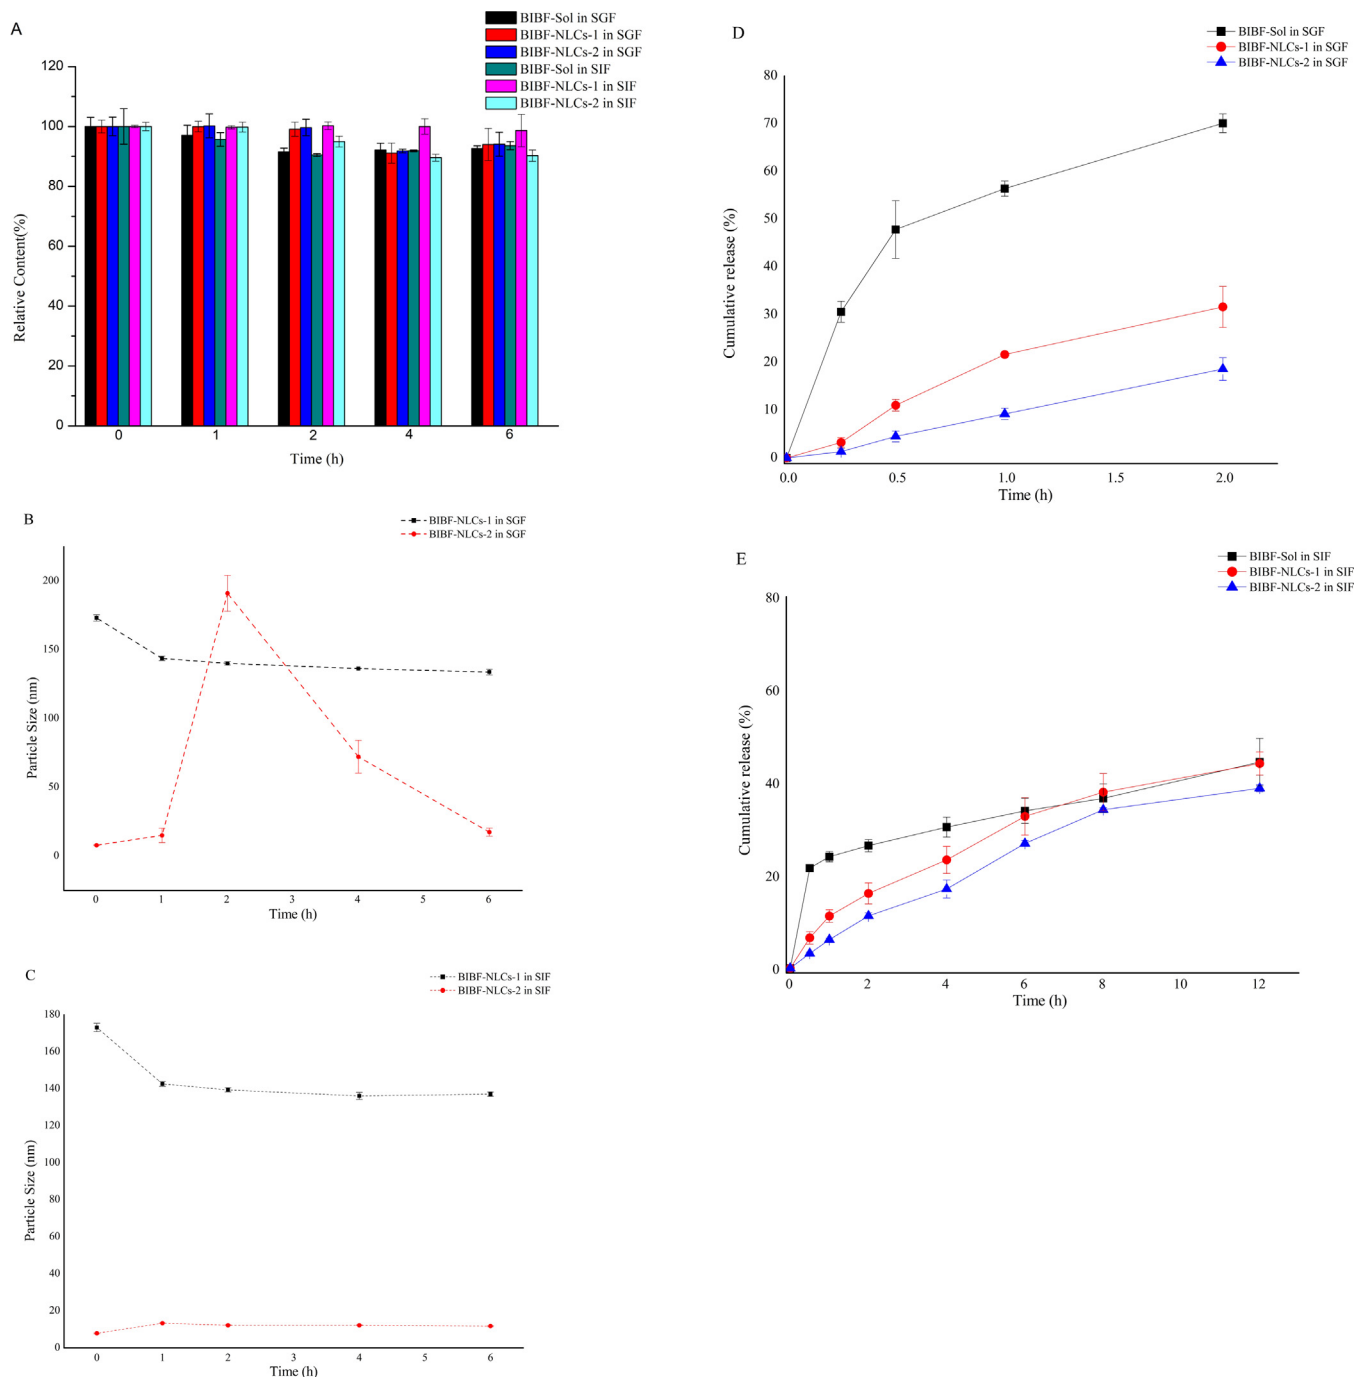 A
BIBF-Sol in SGF
BIBF-NLCs-1 in SGF
BIBF-NLCs-2 in SGF
BIBF-Sol in SIF
BIBF-NLCs-1 in SIF
BIBF-NLCs-2 in SIF
120
100
80
60
40
20
0
Relative Content(%)
0 1 2 4 6
Time (h)
B
BIBF-NLCs-1 in SGF
BIBF-NLCs-2 in SGF
200
150
100
50
0
Particle Size (nm)
0 1 2 3 4 5 6
Time (h)
C
BIBF-NLCs-1 in SIF
BIBF-NLCs-2 in SIF
180
160
140
120
100
80
60
40
20
0
Particle Size (nm)
0 1 2 3 4 5 6
Time (h)
D
BIBF-Sol in SGF
BIBF-NLCs-1 in SGF
BIBF-NLCs-2 in SGF
80
70
60
50
40
30
20
10
0
Cumulative release (%)
0.0 0.5 1.0 1.5 2.0
Time (h)
E
BIBF-Sol in SIF
BIBF-NLCs-1 in SIF
BIBF-NLCs-2 in SIF
80
60
40
20
0
Cumulative release (%)
0 2 4 6 8 10 12
Time (h)